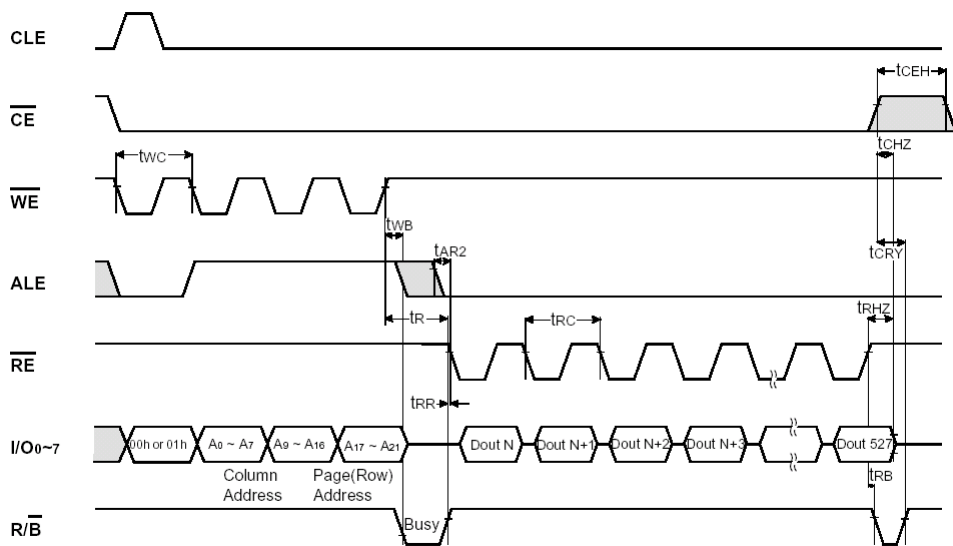 CLE
tCEH
CE
tCHZ
tWC
WE
tWB
tAR2
tCRY
ALE
tR
tRC
tRHZ
RE
tRR
I/O0~7
00h or 01h
A0 ~ A7
A9 ~ A16
A17 ~ A21
Dout N
Dout N+1
Dout N+2
Dout N+3
Dout 527
Column
Address
Page(Row)
Address
tRB
R/B
Busy